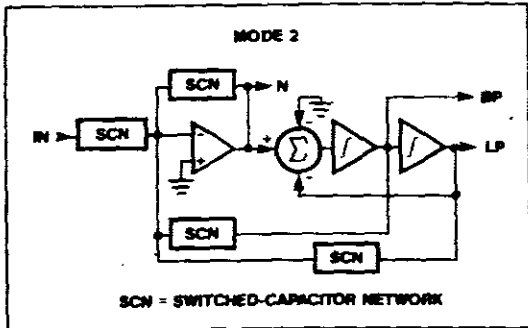 MODE 2
SCN
N
BP
IN
SCN
-
+
+
Σ
-
∫
∫
LP
SCN
SCN
SCN = SWITCHED-CAPACITOR NETWORK